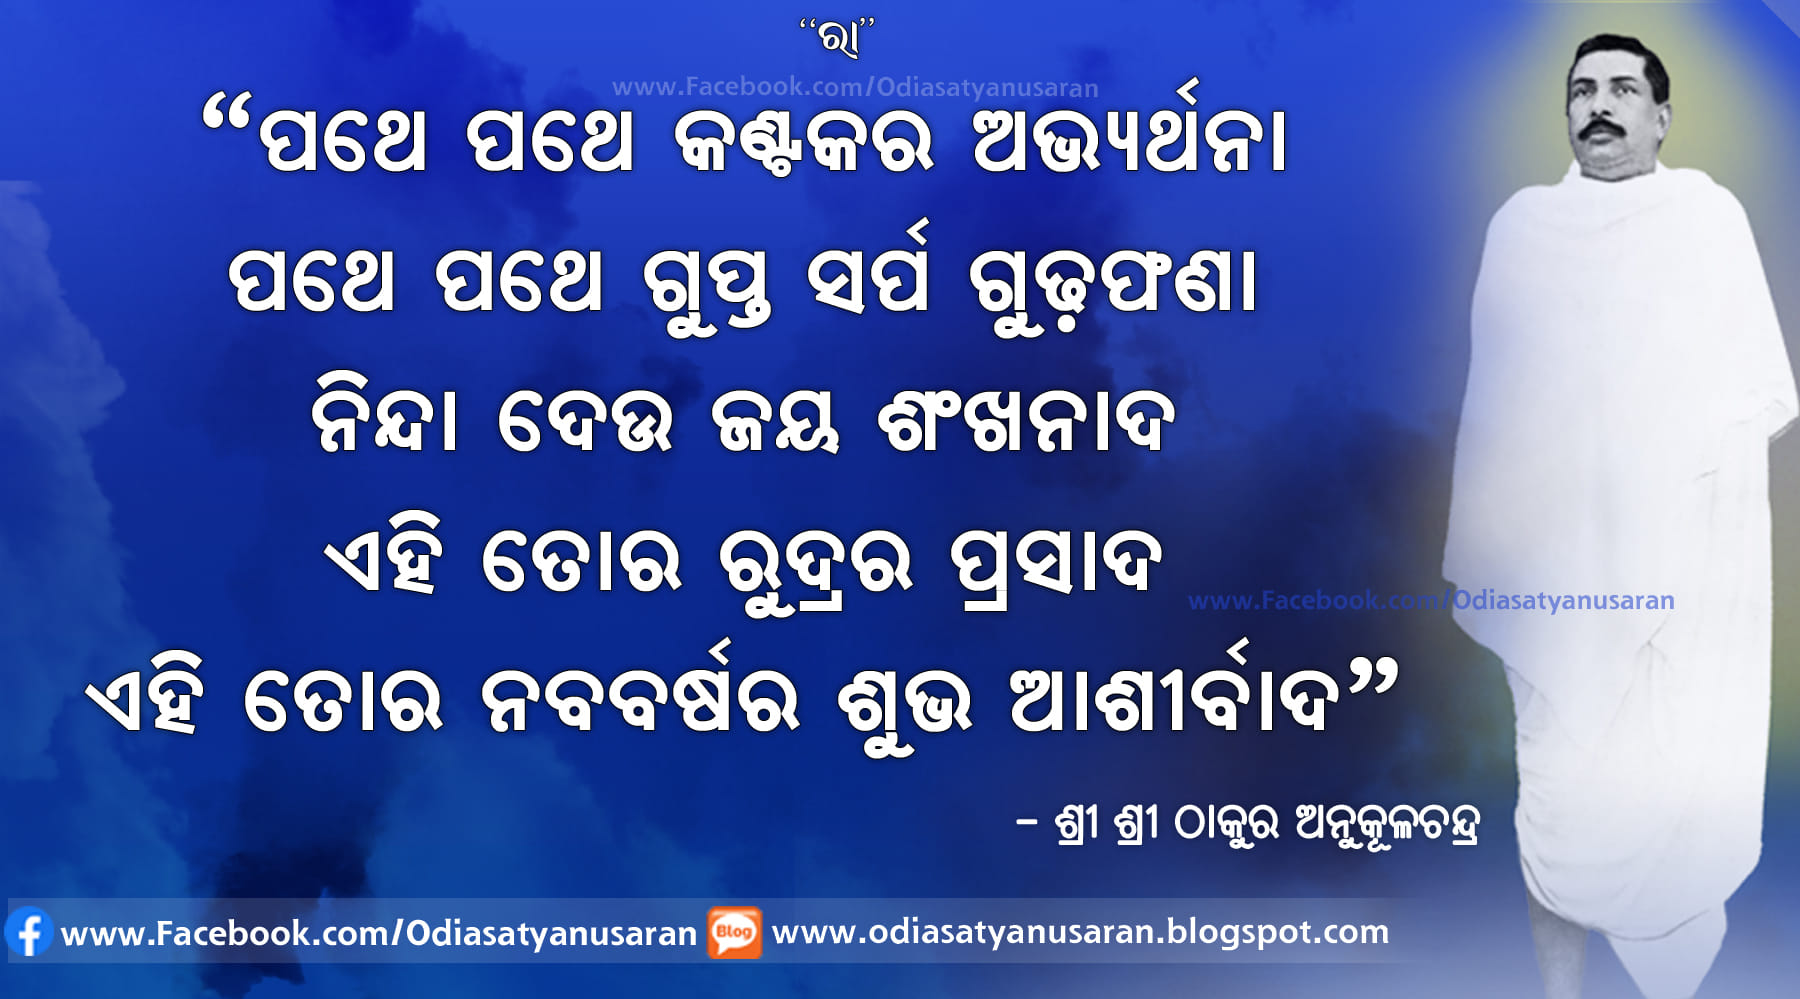 “ରା”
www.Facebook.com/Odiasatyanusaran
“ପଥେ ପଥେ କଣ୍ଟକର ଅଭ୍ୟର୍ଥନା
ପଥେ ପଥେ ଗୁପ୍ତ ସର୍ପ ଗୁଢ଼ଫଣା
ନିନ୍ଦା ଦେଉ ଜୟ ଶଂଖନାଦ
ଏହି ତୋର ରୁଦ୍ରର ପ୍ରସାଦ
www.Facebook.com/Odiasatyanusaran
ଏହି ତୋର ନବବର୍ଷର ଶୁଭ ଆଶୀର୍ବାଦ”
- ଶ୍ରୀ ଶ୍ରୀ ଠାକୁର ଅନୁକୂଳଚନ୍ଦ୍ର
www.Facebook.com/Odiasatyanusaran Blog www.odiasatyanusaran.blogspot.com